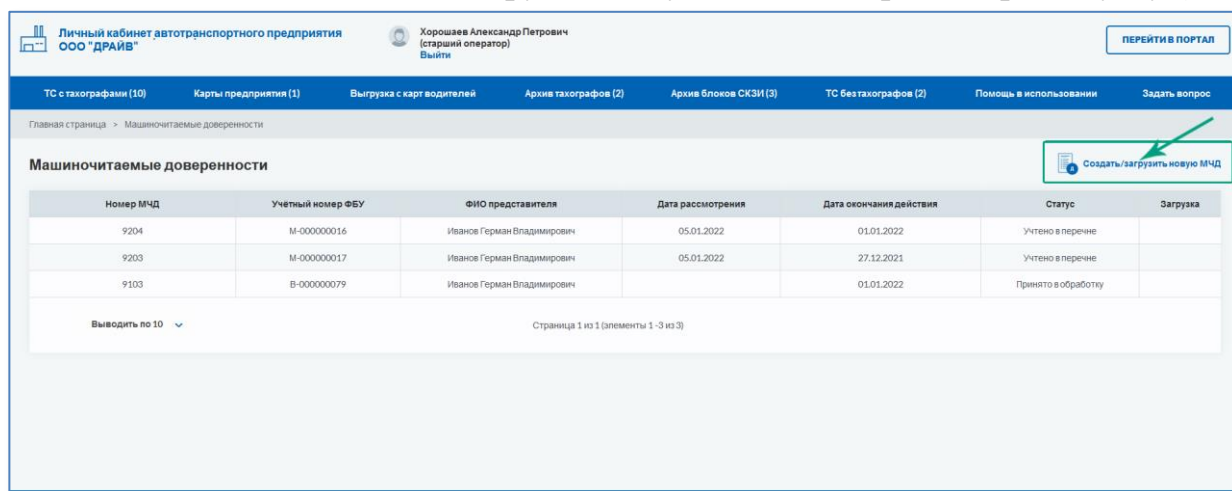 Личный кабинет автотранспортного предприятия
ООО "ДРАЙВ"
Хорошаев Александр Петрович
(старший оператор)
Выйти
ПЕРЕЙТИ В ПОРТАЛ
ТС с тахографами (10) Карты предприятия (1) Выгрузка с карт водителей Архив тахографов (2) Архив блоков СКЗИ (3) ТС без тахографов (2) Помощь в использовании Задать вопрос
Главная страница > Машиночитаемые доверенности
Машиночитаемые доверенности
Создать/загрузить новую МЧД
Номер МЧД Учётный номер ФБУ ФИО представителя Дата рассмотрения Дата окончания действия Статус Загрузка
9204 М-000000016 Иванов Герман Владимирович 05.01.2022 01.01.2022 Учтено в перечне
9203 М-000000017 Иванов Герман Владимирович 05.01.2022 27.12.2021 Учтено в перечне
9103 В-000000079 Иванов Герман Владимирович 01.01.2022 Принято в обработку
Выводить по 10 Страница 1 из 1 (элементы 1 -3 из 3)